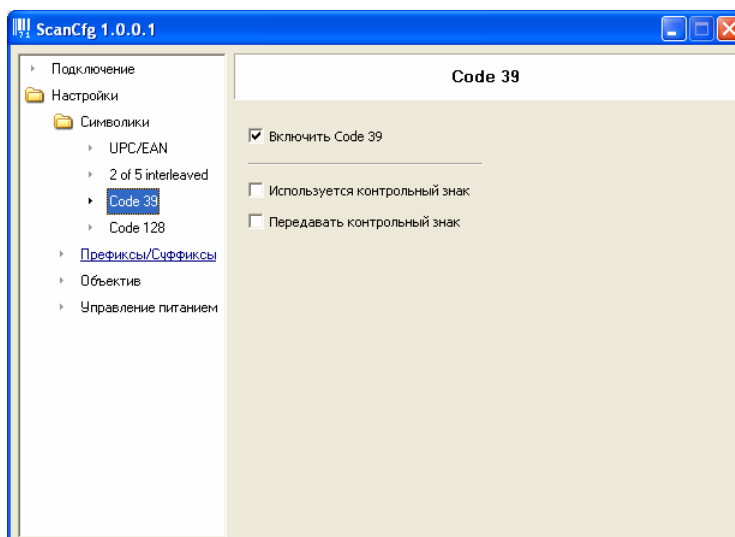 ScanCfg 1.0.0.1
Подключение
Настройки
Символики
UPC/EAN
2 of 5 interleaved
Code 39
Code 128
Префиксы/Суффиксы
Объектив
Управление питанием
Code 39
Включить Code 39
Используется контрольный знак
Передавать контрольный знак